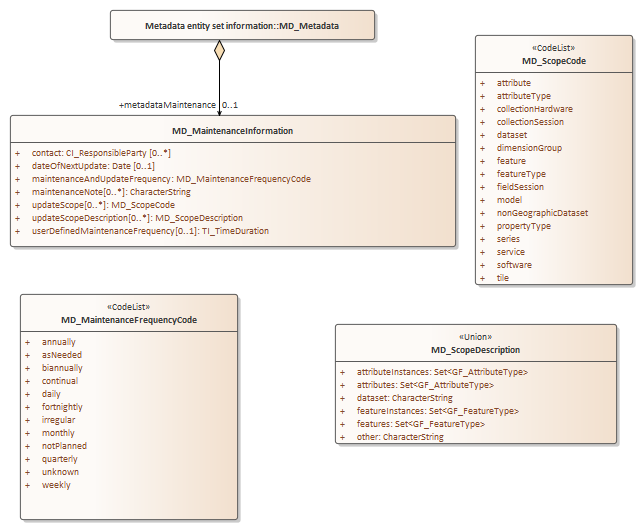 Metadata entity set information::MD_Metadata
+metadataMaintenance 0..1
MD_MaintenanceInformation
+ contact: CI_ResponsibleParty [0..*]
+ dateOfNextUpdate: Date [0..1]
+ maintenanceAndUpdateFrequency: MD_MaintenanceFrequencyCode
+ maintenanceNote[0..*]: CharacterString
+ updateScope[0..*]: MD_ScopeCode
+ updateScopeDescription[0..*]: MD_ScopeDescription
+ userDefinedMaintenanceFrequency[0..1]: TI_TimeDuration
«CodeList»
MD_ScopeCode
+ attribute
+ attributeType
+ collectionHardware
+ collectionSession
+ dataset
+ dimensionGroup
+ feature
+ featureType
+ fieldSession
+ model
+ nonGeographicDataset
+ propertyType
+ series
+ service
+ software
+ tile
«CodeList»
MD_MaintenanceFrequencyCode
+ annually
+ asNeeded
+ biannually
+ continual
+ daily
+ fortnightly
+ irregular
+ monthly
+ notPlanned
+ quarterly
+ unknown
+ weekly
«Union»
MD_ScopeDescription
+ attributeInstances: Set<GF_AttributeType>
+ attributes: Set<GF_AttributeType>
+ dataset: CharacterString
+ featureInstances: Set<GF_FeatureType>
+ features: Set<GF_FeatureType>
+ other: CharacterString